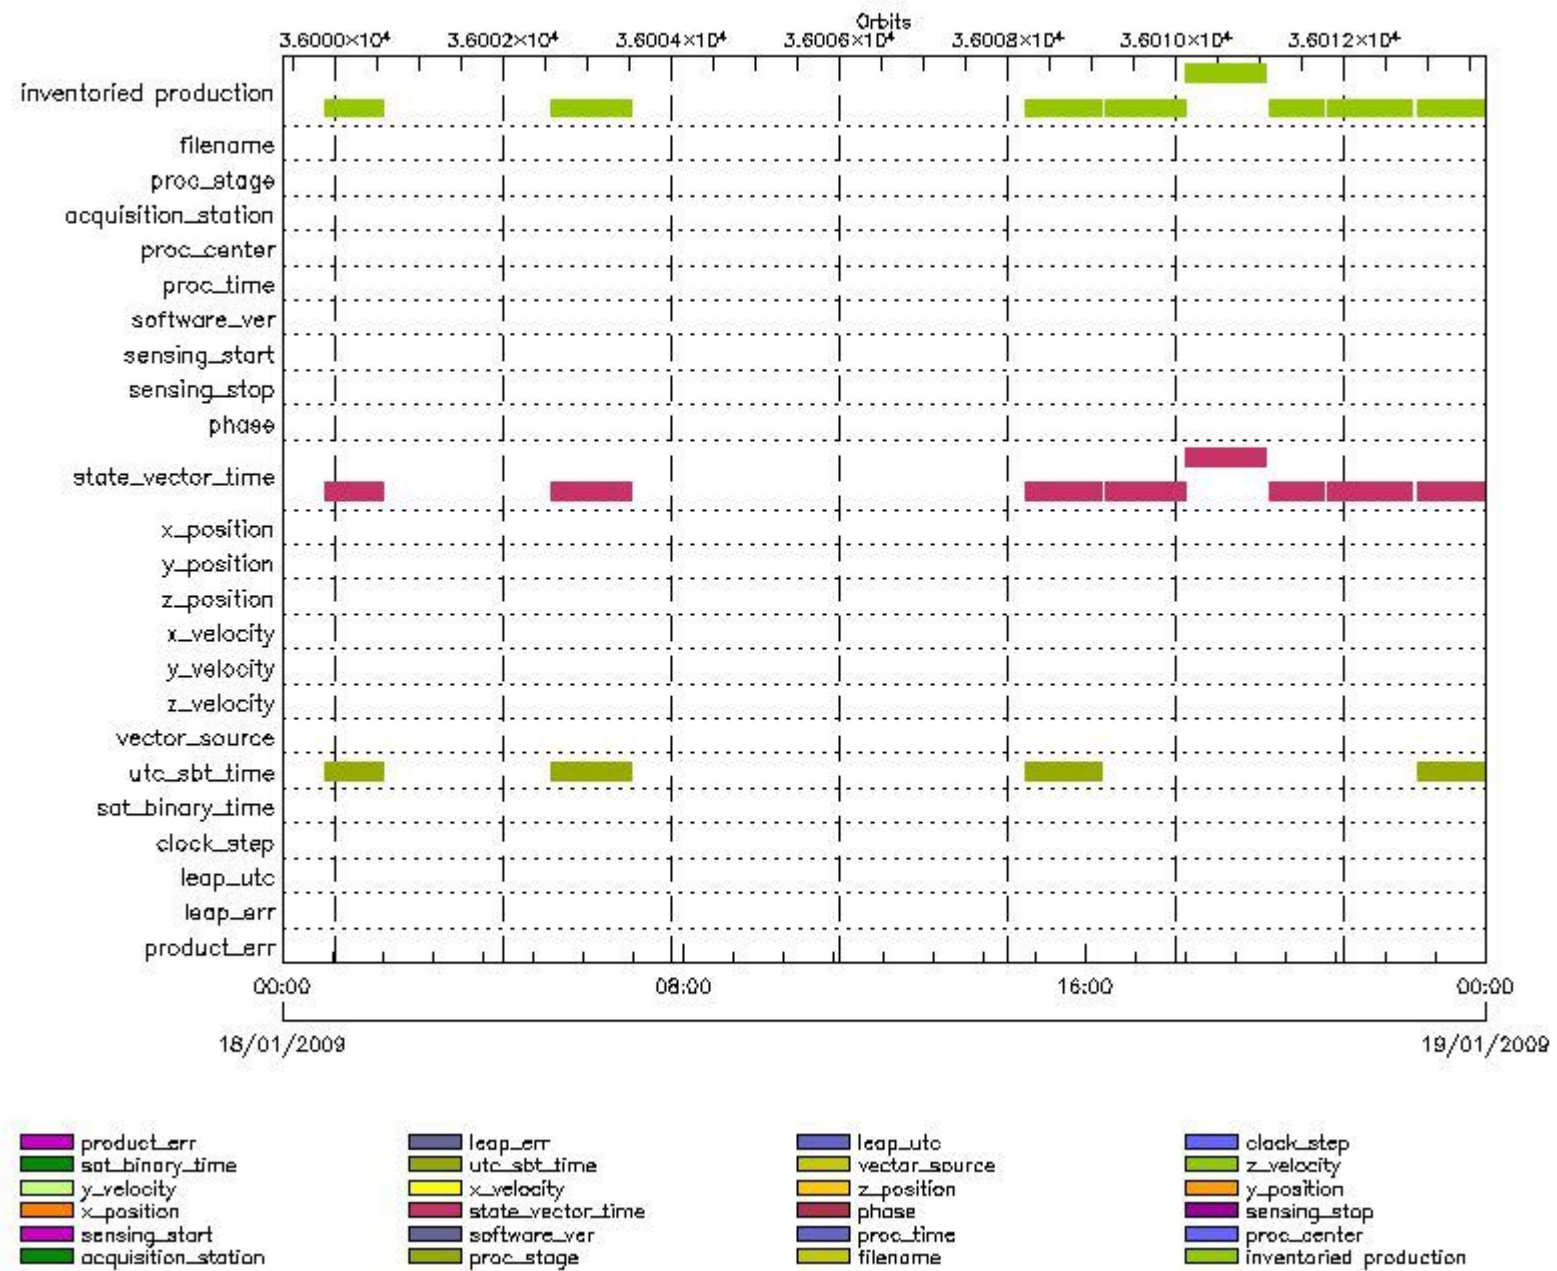 Orbits
3.6000×10⁴ 3.6002×10⁴ 3.6004×10⁴ 3.6006×10⁴ 3.6008×10⁴ 3.6010×10⁴ 3.6012×10⁴
inventoried production
filename
proc_stage
acquisition_station
proc_center
proc_time
software_ver
sensing_start
sensing_stop
phase
state_vector_time
x_position
y_position
z_position
x_velocity
y_velocity
z_velocity
vector_source
utc_sbt_time
sat_binary_time
clock_step
leap_utc
leap_err
product_err
00:00 08:00 16:00 00:00
18/01/2009 19/01/2009
product_err leap_err leap_utc clock_step
sat_binary_time utc_sbt_time vector_source z_velocity
y_velocity x_velocity z_position y_position
x_position state_vector_time phase sensing_stop
sensing_start software_ver proc_time proc_center
acquisition_station proc_stage filename inventoried production